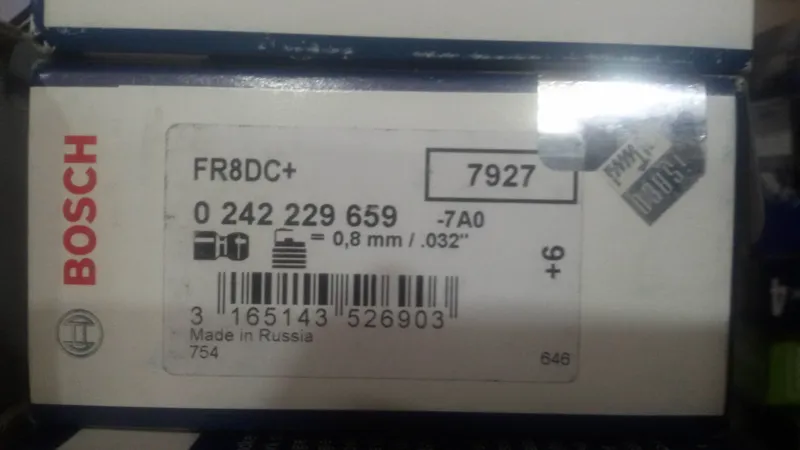 BOSCH
FR8DC+
7927
0 242 229 659 -7A0
= 0,8 mm / .032"
+6
3 165143 526903
Made in Russia
754
646
4